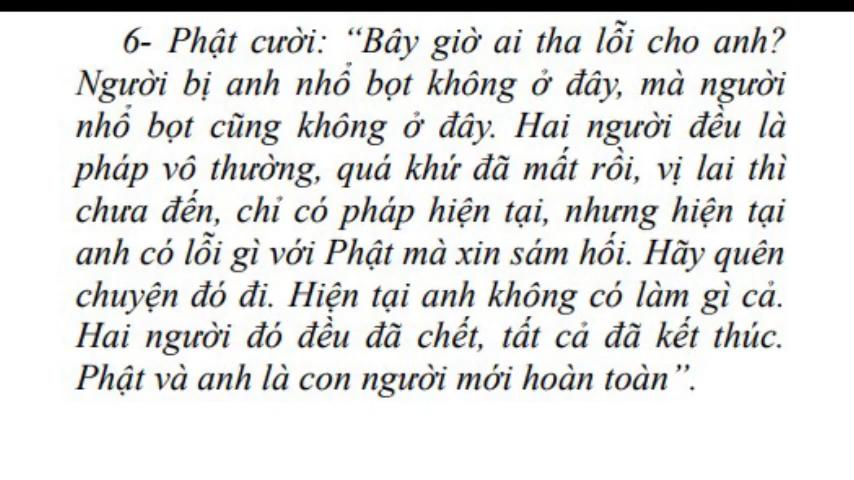 6- Phật cười: “Bây giờ ai tha lỗi cho anh?
Người bị anh nhổ bọt không ở đây, mà người
nhổ bọt cũng không ở đây. Hai người đều là
pháp vô thường, quá khứ đã mất rồi, vị lai thì
chưa đến, chỉ có pháp hiện tại, nhưng hiện tại
anh có lỗi gì với Phật mà xin sám hối. Hãy quên
chuyện đó đi. Hiện tại anh không có làm gì cả.
Hai người đó đều đã chết, tất cả đã kết thúc.
Phật và anh là con người mới hoàn toàn”.